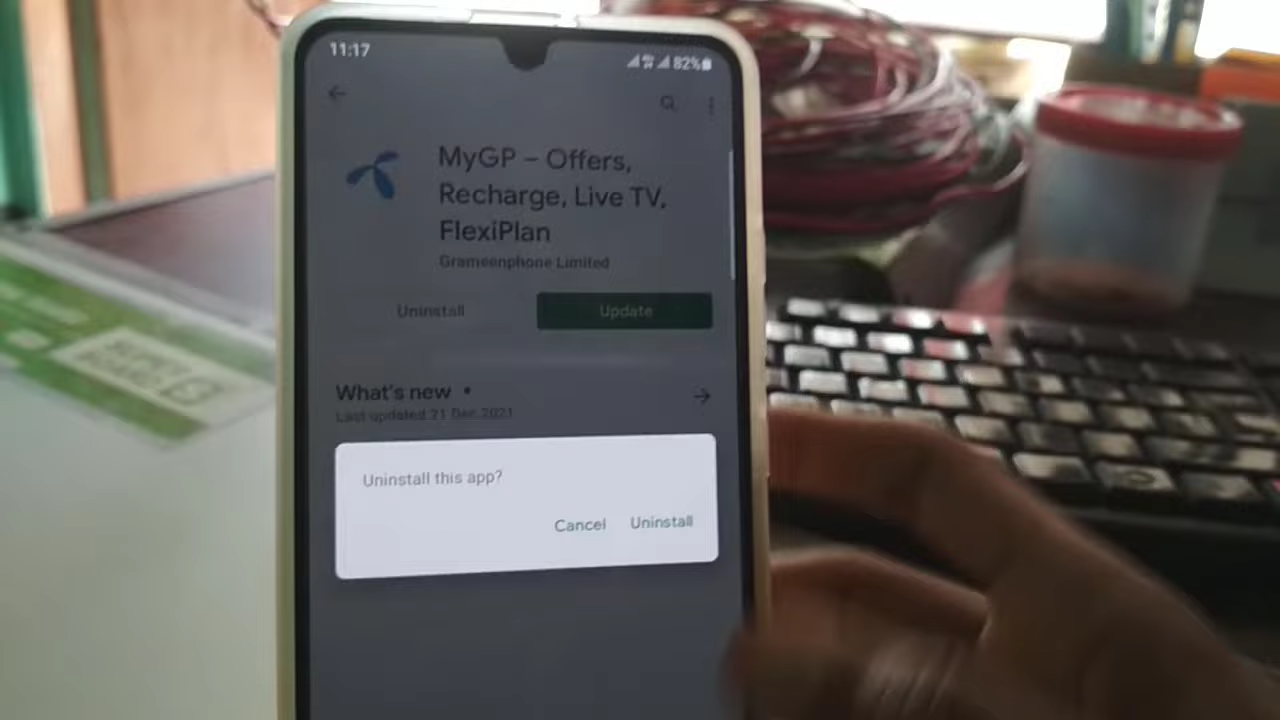 11:17
82%
MyGP – Offers,
Recharge, Live TV,
FlexiPlan
Grameenphone Limited
Uninstall
Update
What's new •
Last updated 21 Dec 2021
Uninstall this app?
Cancel
Uninstall